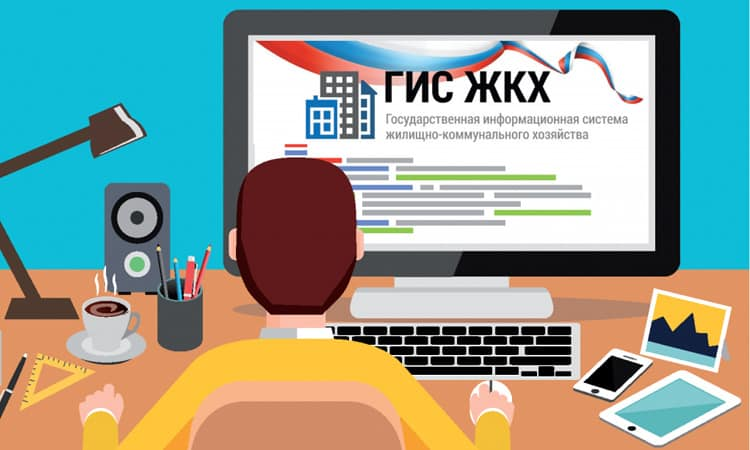 ГИС ЖКХ
Государственная информационная система
жилищно-коммунального хозяйства